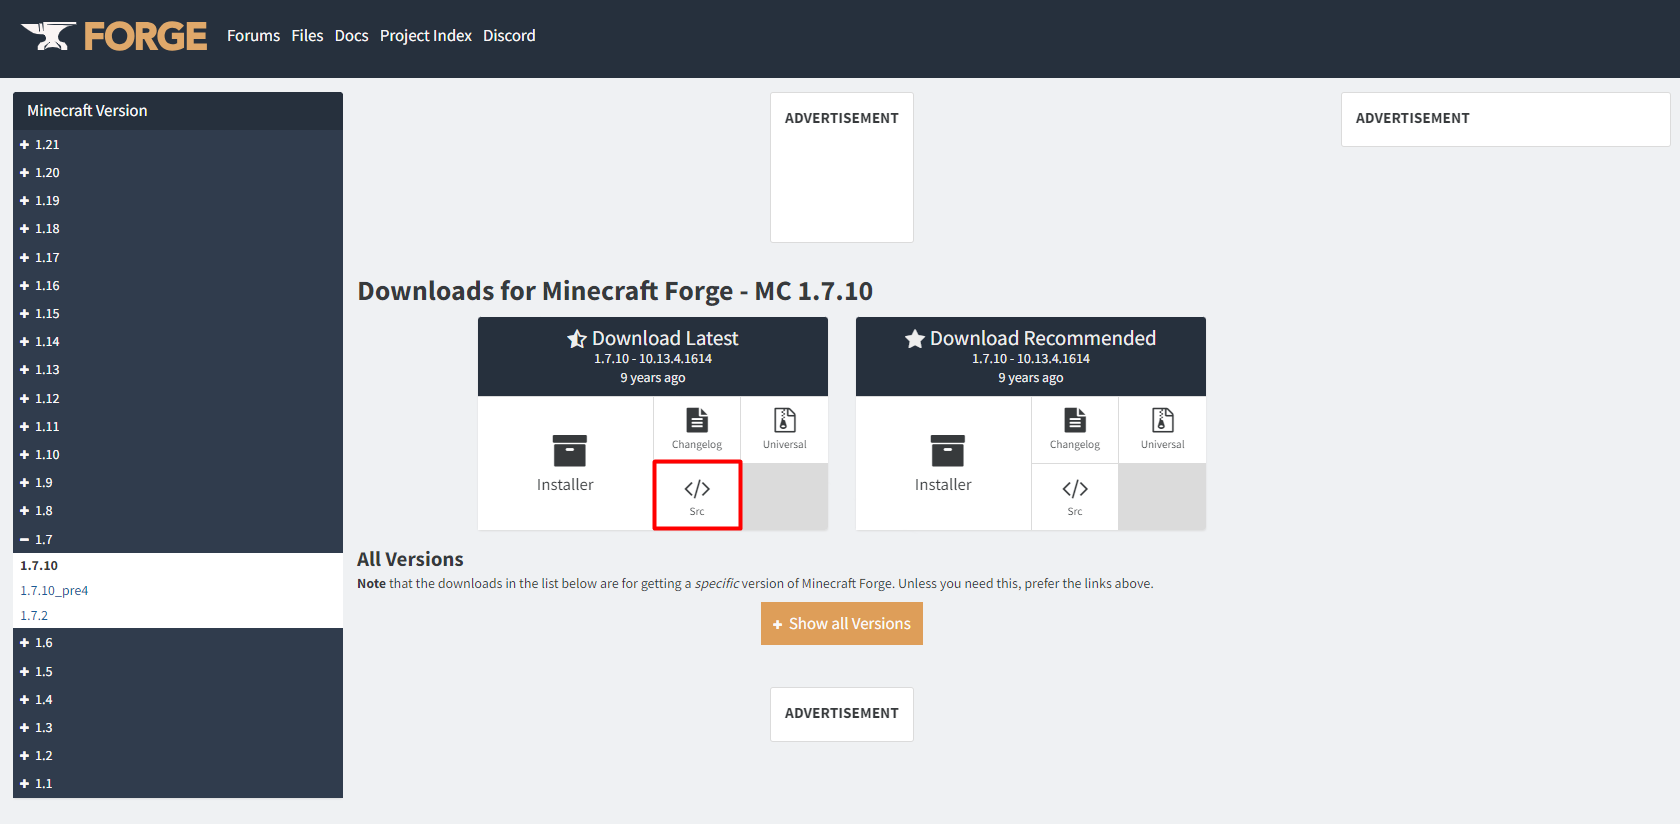 FORGE
Forums Files Docs Project Index Discord
Minecraft Version
1.21
1.20
1.19
1.18
1.17
1.16
1.15
1.14
1.13
1.12
1.11
1.10
1.9
1.8
1.7
1.7.10
1.7.10_pre4
1.7.2
1.6
1.5
1.4
1.3
1.2
1.1
ADVERTISEMENT
Downloads for Minecraft Forge - MC 1.7.10
Download Latest
1.7.10 - 10.13.4.1614
9 years ago
Installer
Changelog
Universal
Src
Download Recommended
1.7.10 - 10.13.4.1614
9 years ago
Installer
Changelog
Universal
Src
All Versions
Note that the downloads in the list below are for getting a specific version of Minecraft Forge. Unless you need this, prefer the links above.
Show all Versions
ADVERTISEMENT
ADVERTISEMENT